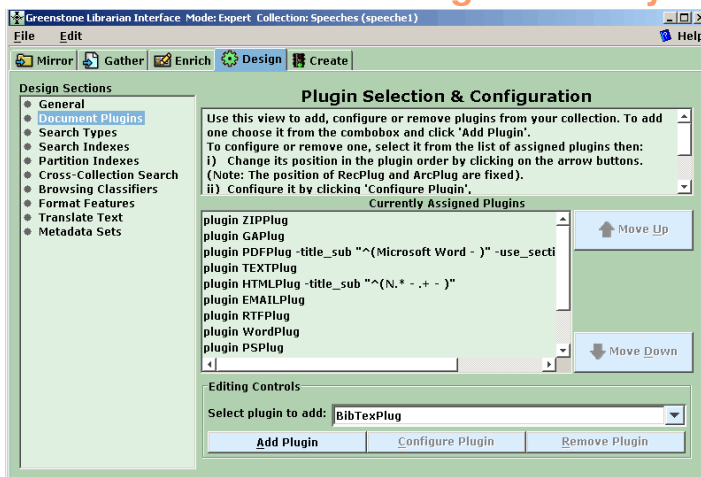 Greenstone Librarian Interface Mode: Expert Collection: Speeches (speeche1)
File Edit Help
Mirror Gather Enrich Design Create
Design Sections
General
Document Plugins
Search Types
Search Indexes
Partition Indexes
Cross-Collection Search
Browsing Classifiers
Format Features
Translate Text
Metadata Sets
Plugin Selection & Configuration
Use this view to add, configure or remove plugins from your collection. To add
one choose it from the combobox and click 'Add Plugin'.
To configure or remove one, select it from the list of assigned plugins then:
i) Change its position in the plugin order by clicking on the arrow buttons.
(Note: The position of RecPlug and ArcPlug are fixed).
ii) Configure it by clicking 'Configure Plugin',
Currently Assigned Plugins
plugin ZIPPlug
plugin GAPlug
plugin PDFPlug -title_sub "^(Microsoft Word - )" -use_secti
plugin TEXTPlug
plugin HTMLPlug -title_sub "^(N.* - .+ - )"
plugin EMAILPlug
plugin RTFPlug
plugin WordPlug
plugin PSPlug
Move Up
Move Down
Editing Controls
Select plugin to add: BibTexPlug
Add Plugin Configure Plugin Remove Plugin